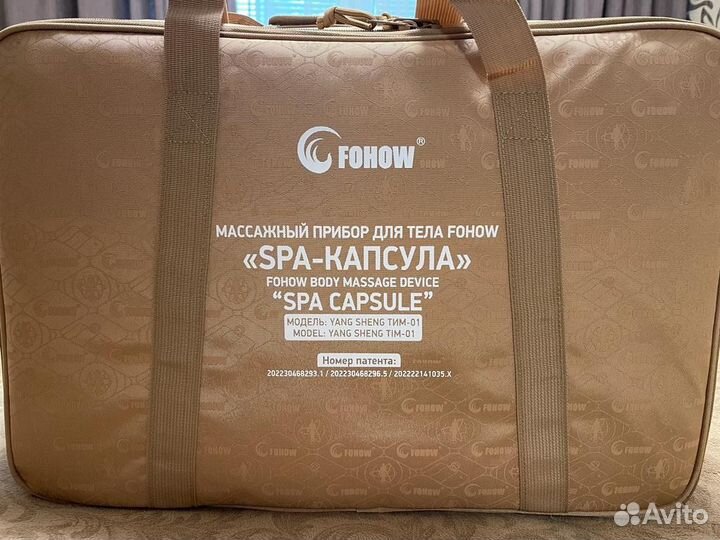 FOHOW®
МАССАЖНЫЙ ПРИБОР ДЛЯ ТЕЛА FOHOW
«SPA-КАПСУЛА»
FOHOW BODY MASSAGE DEVICE
“SPA CAPSULE”
МОДЕЛЬ: YANG SHENG ТИМ-01
MODEL: YANG SHENG TIM-01
Номер патента:
202230468293.1 / 202230468296.5 / 202222141035.X
Avito